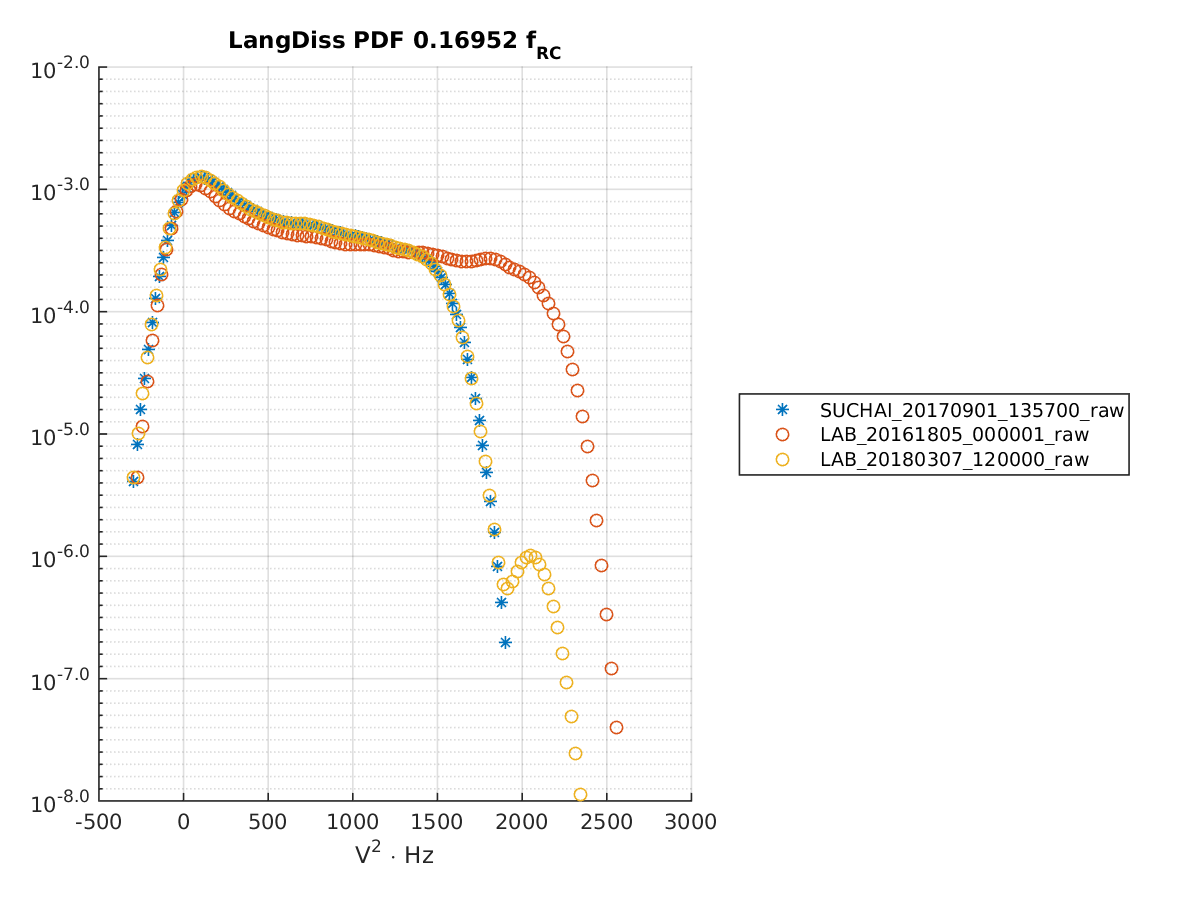 LangDiss PDF 0.16952 f_RC
10^-2.0
10^-3.0
10^-4.0
10^-5.0
10^-6.0
10^-7.0
10^-8.0
-500 0 500 1000 1500 2000 2500 3000
V^2 · Hz
SUCHAI_20170901_135700_raw
LAB_20161805_000001_raw
LAB_20180307_120000_raw